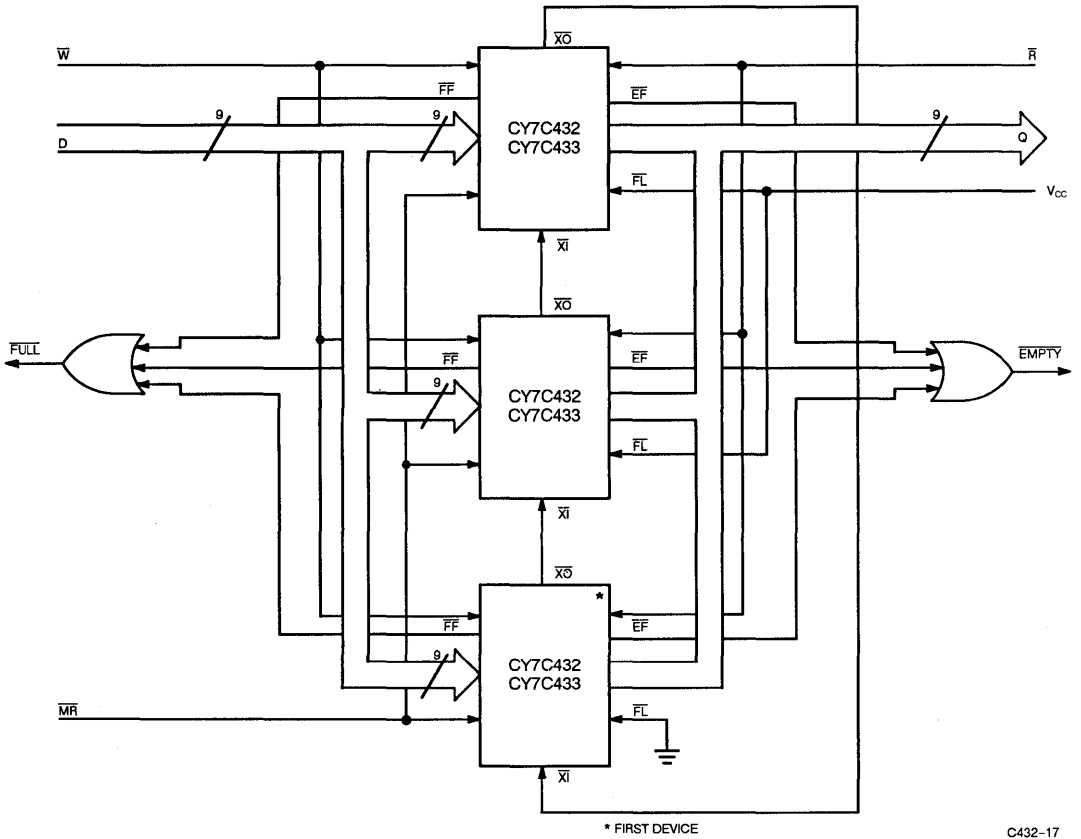 XO
W
R
FF
EF
9
9
CY7C432
CY7C433
9
D
Q
FL
VCC
XI
XO
FULL
FF
EF
EMPTY
9
CY7C432
CY7C433
FL
XI
XO
*
FF
EF
9
CY7C432
CY7C433
MR
FL
XI
* FIRST DEVICE
C432-17